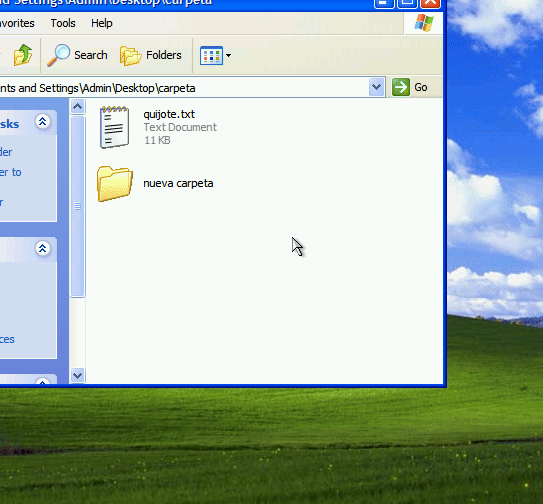 nd Settings\Admin\Desktop\carpeta
avorites Tools Help
Search Folders
nts and Settings\Admin\Desktop\carpeta Go
sks
der
er to
r
ces
quijote.txt
Text Document
11 KB
nueva carpeta